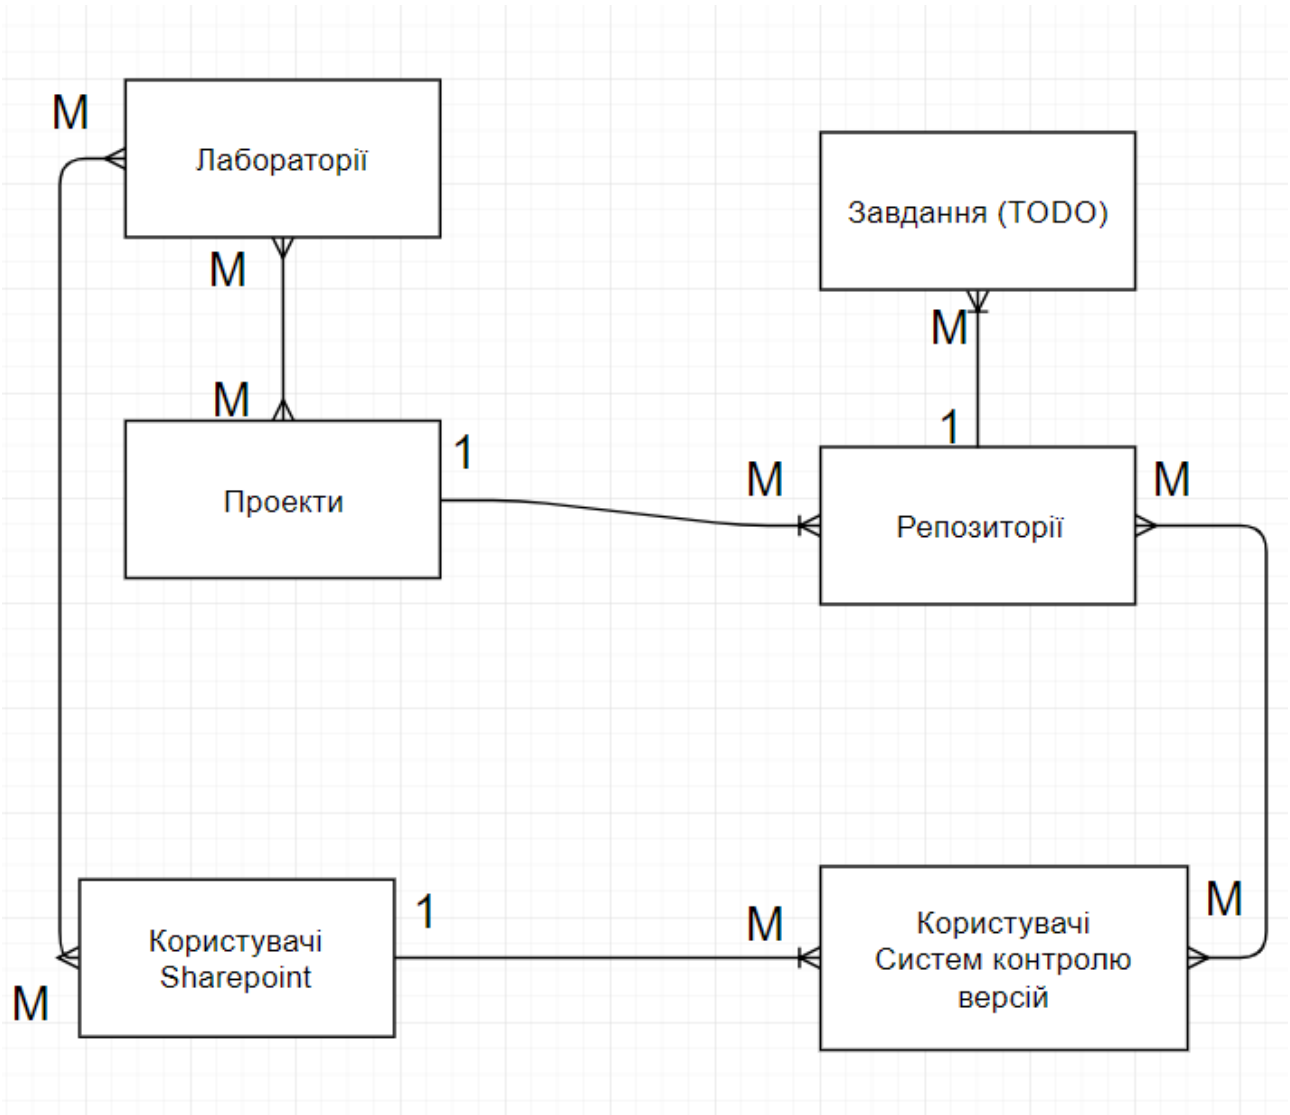 M
Лабораторії
Завдання (TODO)
M
M
M
1
Проекти
1
M
Репозиторії
M
Користувачі
Sharepoint
M
1
M
Користувачі
Систем контролю
версій
M